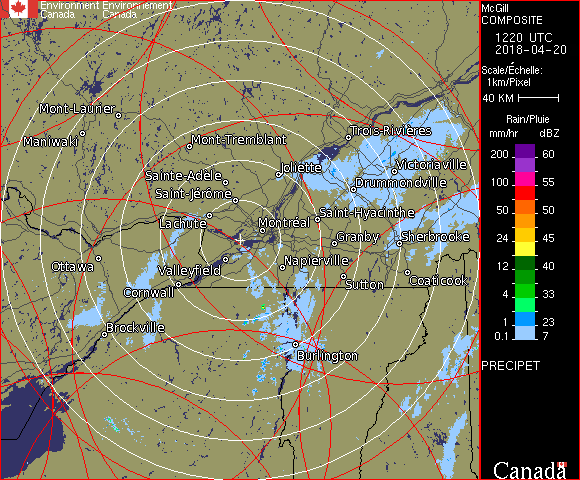 Environment Environnement
Canada Canada
McGill
COMPOSITE
1220 UTC
2018-04-20
Scale/Échelle:
1km/Pixel
40 KM
Rain/Pluie
mm/hr dBZ
200 60
100 55
50 50
24 45
12 40
4 33
1 23
0.1 7
PRECIPET
Canada
Mont-Laurier
Maniwaki
Mont-Tremblant
Trois-Rivières
Joliette
Victoriaville
Sainte-Adèle
Drummondville
Saint-Jérôme
Saint-Hyacinthe
Lachute
Montréal
Granby
Sherbrooke
Ottawa
Valleyfield
Napierville
Sutton
Coaticook
Cornwall
Brockville
Burlington